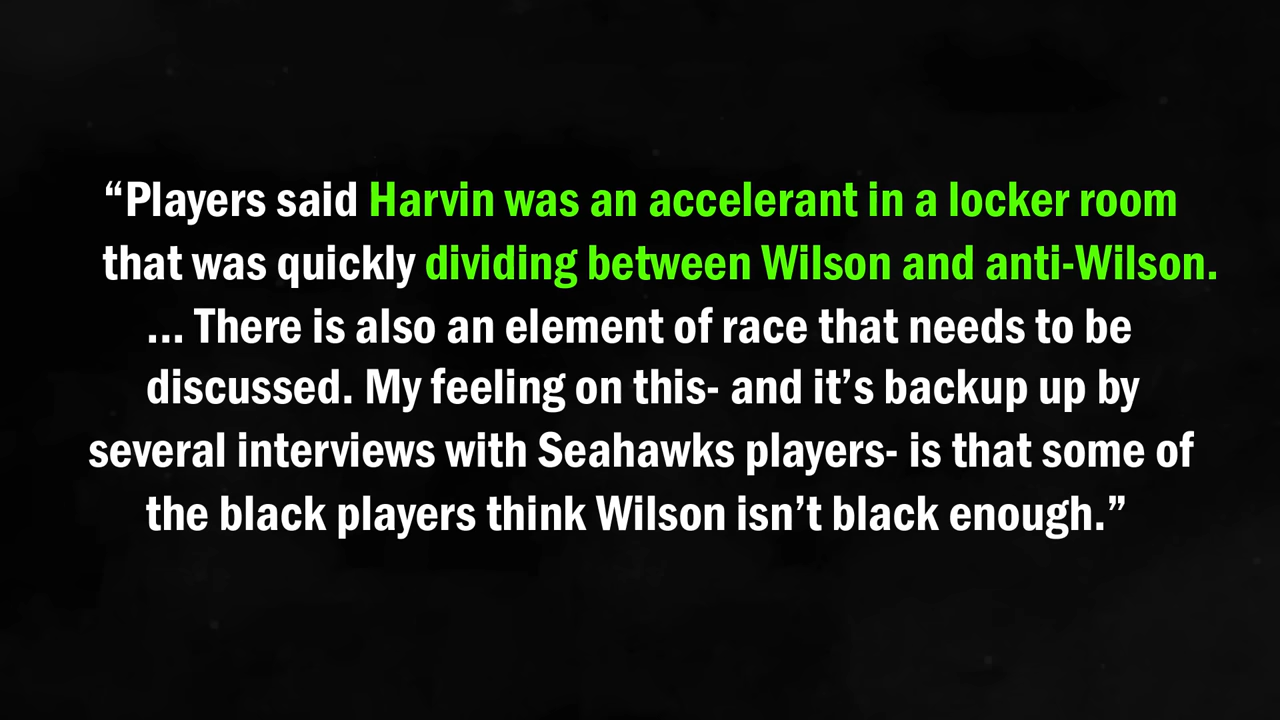 “Players said Harvin was an accelerant in a locker room
that was quickly dividing between Wilson and anti-Wilson.
... There is also an element of race that needs to be
discussed. My feeling on this- and it’s backup up by
several interviews with Seahawks players- is that some of
the black players think Wilson isn’t black enough.”